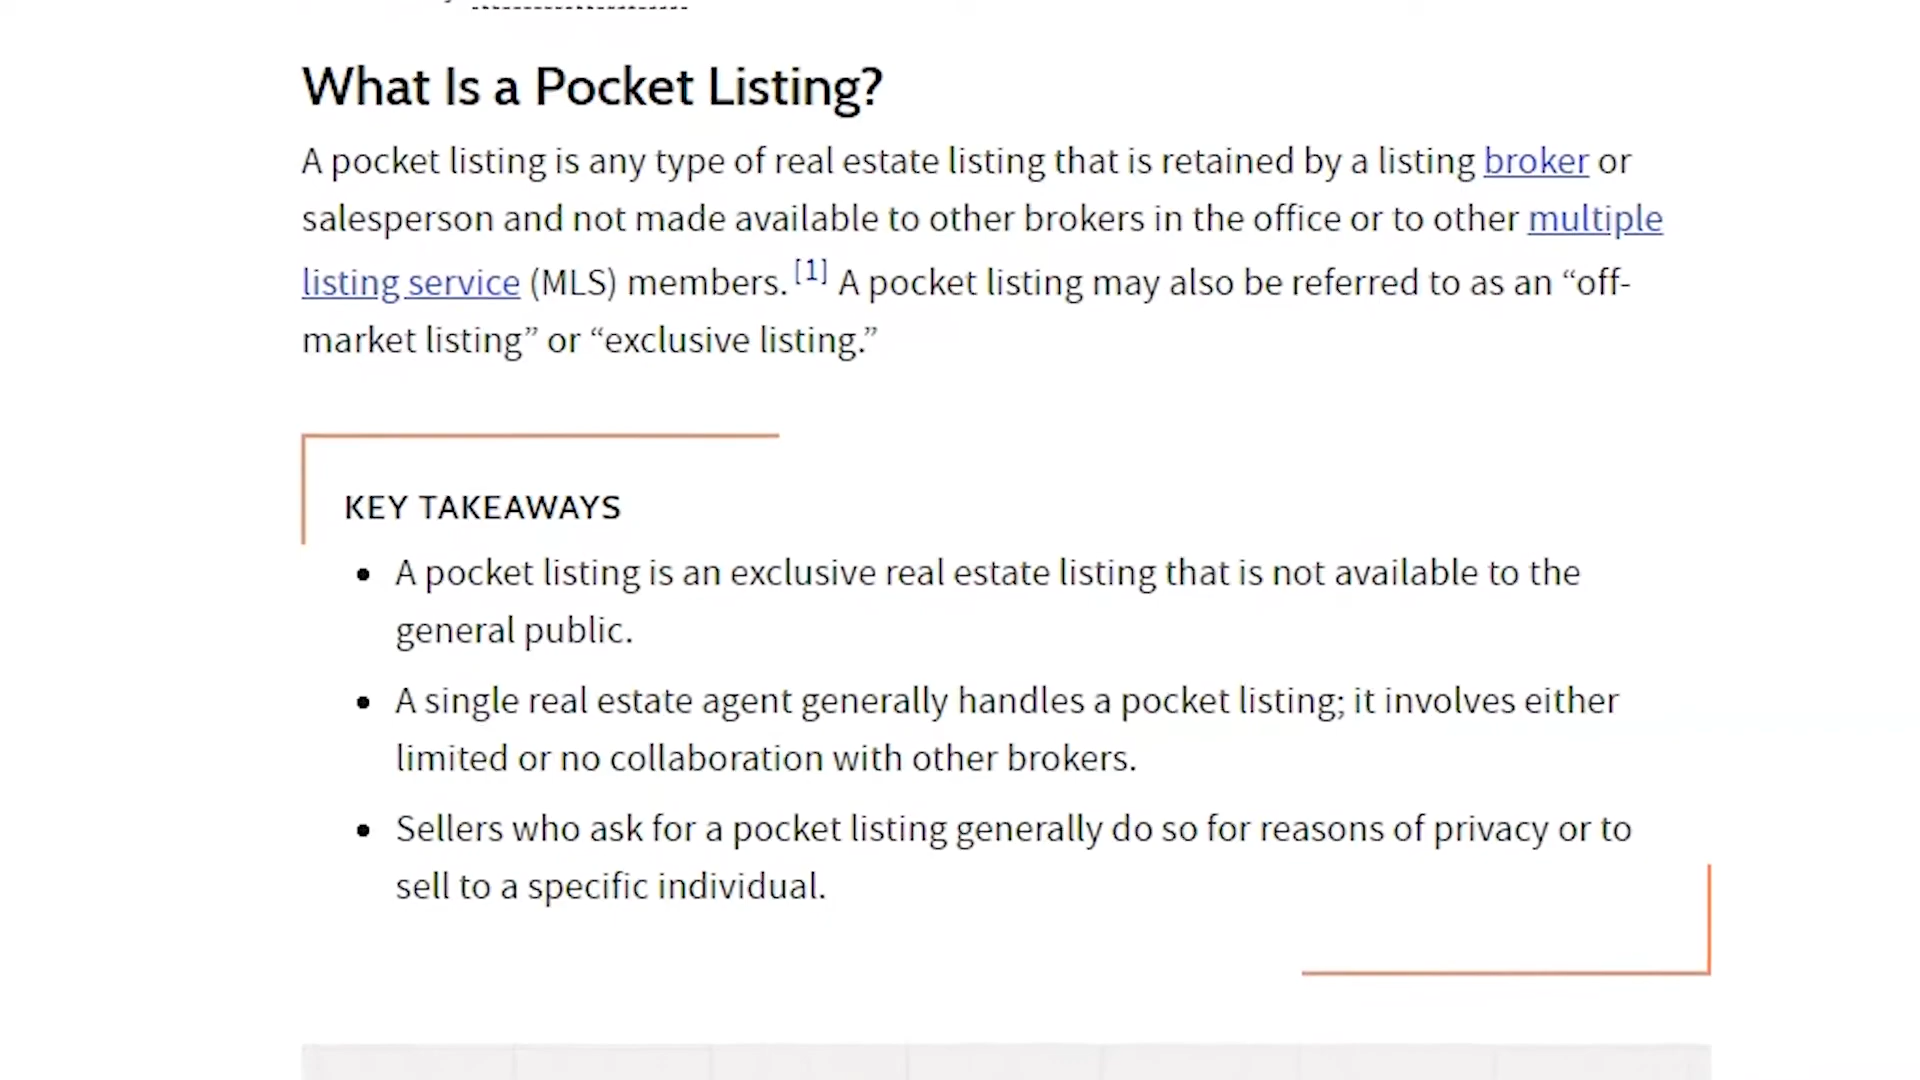 What Is a Pocket Listing?
A pocket listing is any type of real estate listing that is retained by a listing broker or
salesperson and not made available to other brokers in the office or to other multiple
listing service (MLS) members. [1] A pocket listing may also be referred to as an “off-
market listing” or “exclusive listing.”
KEY TAKEAWAYS
• A pocket listing is an exclusive real estate listing that is not available to the
general public.
• A single real estate agent generally handles a pocket listing; it involves either
limited or no collaboration with other brokers.
• Sellers who ask for a pocket listing generally do so for reasons of privacy or to
sell to a specific individual.